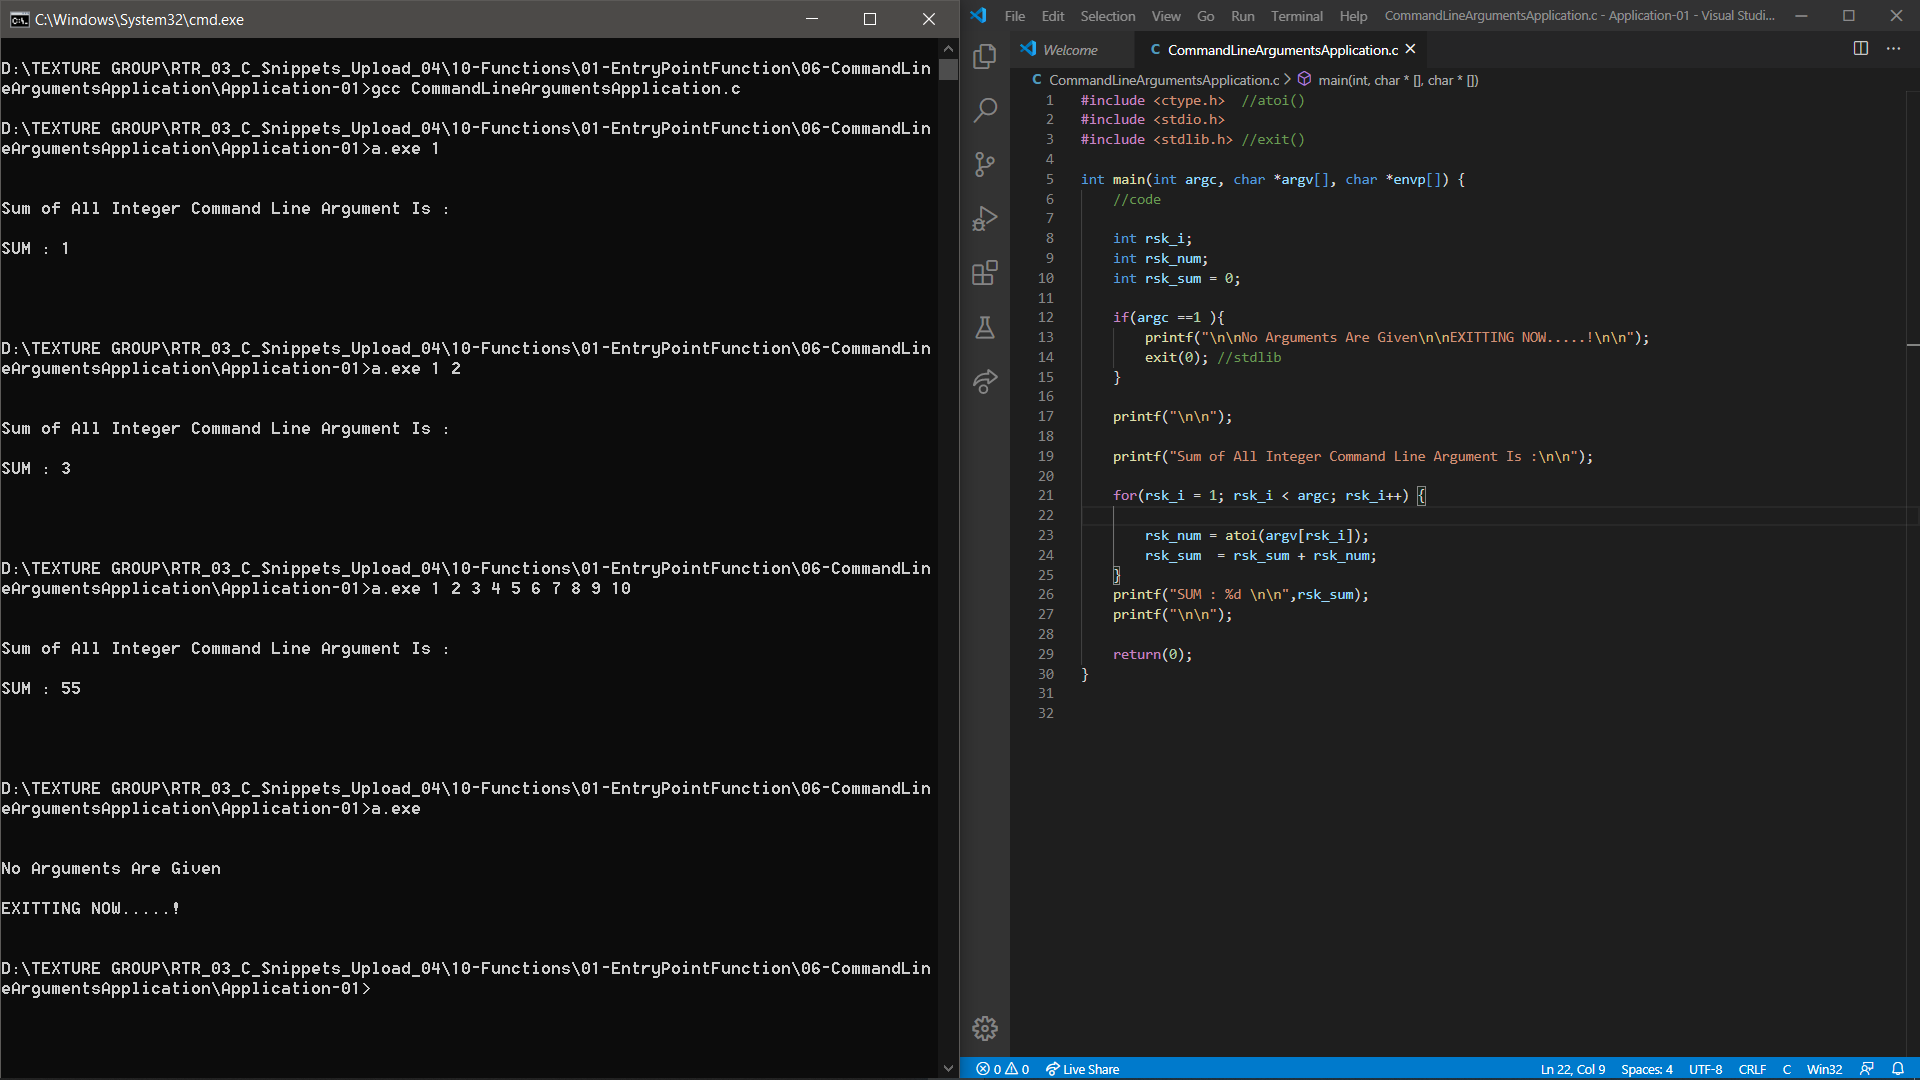 C:\Windows\System32\cmd.exe
D:\TEXTURE GROUP\RTR_03_C_Snippets_Upload_04\10-Functions\01-EntryPointFunction\06-CommandLin
eArgumentsApplication\Application-01>gcc CommandLineArgumentsApplication.c
D:\TEXTURE GROUP\RTR_03_C_Snippets_Upload_04\10-Functions\01-EntryPointFunction\06-CommandLin
eArgumentsApplication\Application-01>a.exe 1
Sum of All Integer Command Line Argument Is :
SUM : 1
D:\TEXTURE GROUP\RTR_03_C_Snippets_Upload_04\10-Functions\01-EntryPointFunction\06-CommandLin
eArgumentsApplication\Application-01>a.exe 1 2
Sum of All Integer Command Line Argument Is :
SUM : 3
D:\TEXTURE GROUP\RTR_03_C_Snippets_Upload_04\10-Functions\01-EntryPointFunction\06-CommandLin
eArgumentsApplication\Application-01>a.exe 1 2 3 4 5 6 7 8 9 10
Sum of All Integer Command Line Argument Is :
SUM : 55
D:\TEXTURE GROUP\RTR_03_C_Snippets_Upload_04\10-Functions\01-EntryPointFunction\06-CommandLin
eArgumentsApplication\Application-01>a.exe
No Arguments Are Given
EXITTING NOW.....!
D:\TEXTURE GROUP\RTR_03_C_Snippets_Upload_04\10-Functions\01-EntryPointFunction\06-CommandLin
eArgumentsApplication\Application-01>
File Edit Selection View Go Run Terminal Help CommandLineArgumentsApplication.c - Application-01 - Visual Studi...
Welcome C CommandLineArgumentsApplication.c
C CommandLineArgumentsApplication.c > main(int, char * [], char * [])
1 #include <ctype.h>  //atoi()
2 #include <stdio.h>
3 #include <stdlib.h> //exit()
4
5 int main(int argc, char *argv[], char *envp[]) {
6     //code
7
8     int rsk_i;
9     int rsk_num;
10     int rsk_sum = 0;
11
12     if(argc ==1 ){
13         printf("\n\nNo Arguments Are Given\n\nEXITTING NOW.....!\n\n");
14         exit(0); //stdlib
15     }
16
17     printf("\n\n");
18
19     printf("Sum of All Integer Command Line Argument Is :\n\n");
20
21     for(rsk_i = 1; rsk_i < argc; rsk_i++) {
22
23         rsk_num = atoi(argv[rsk_i]);
24         rsk_sum  = rsk_sum + rsk_num;
25     }
26     printf("SUM : %d \n\n",rsk_sum);
27     printf("\n\n");
28
29     return(0);
30 }
31
32
0 0 Live Share Ln 22, Col 9 Spaces: 4 UTF-8 CRLF C Win32